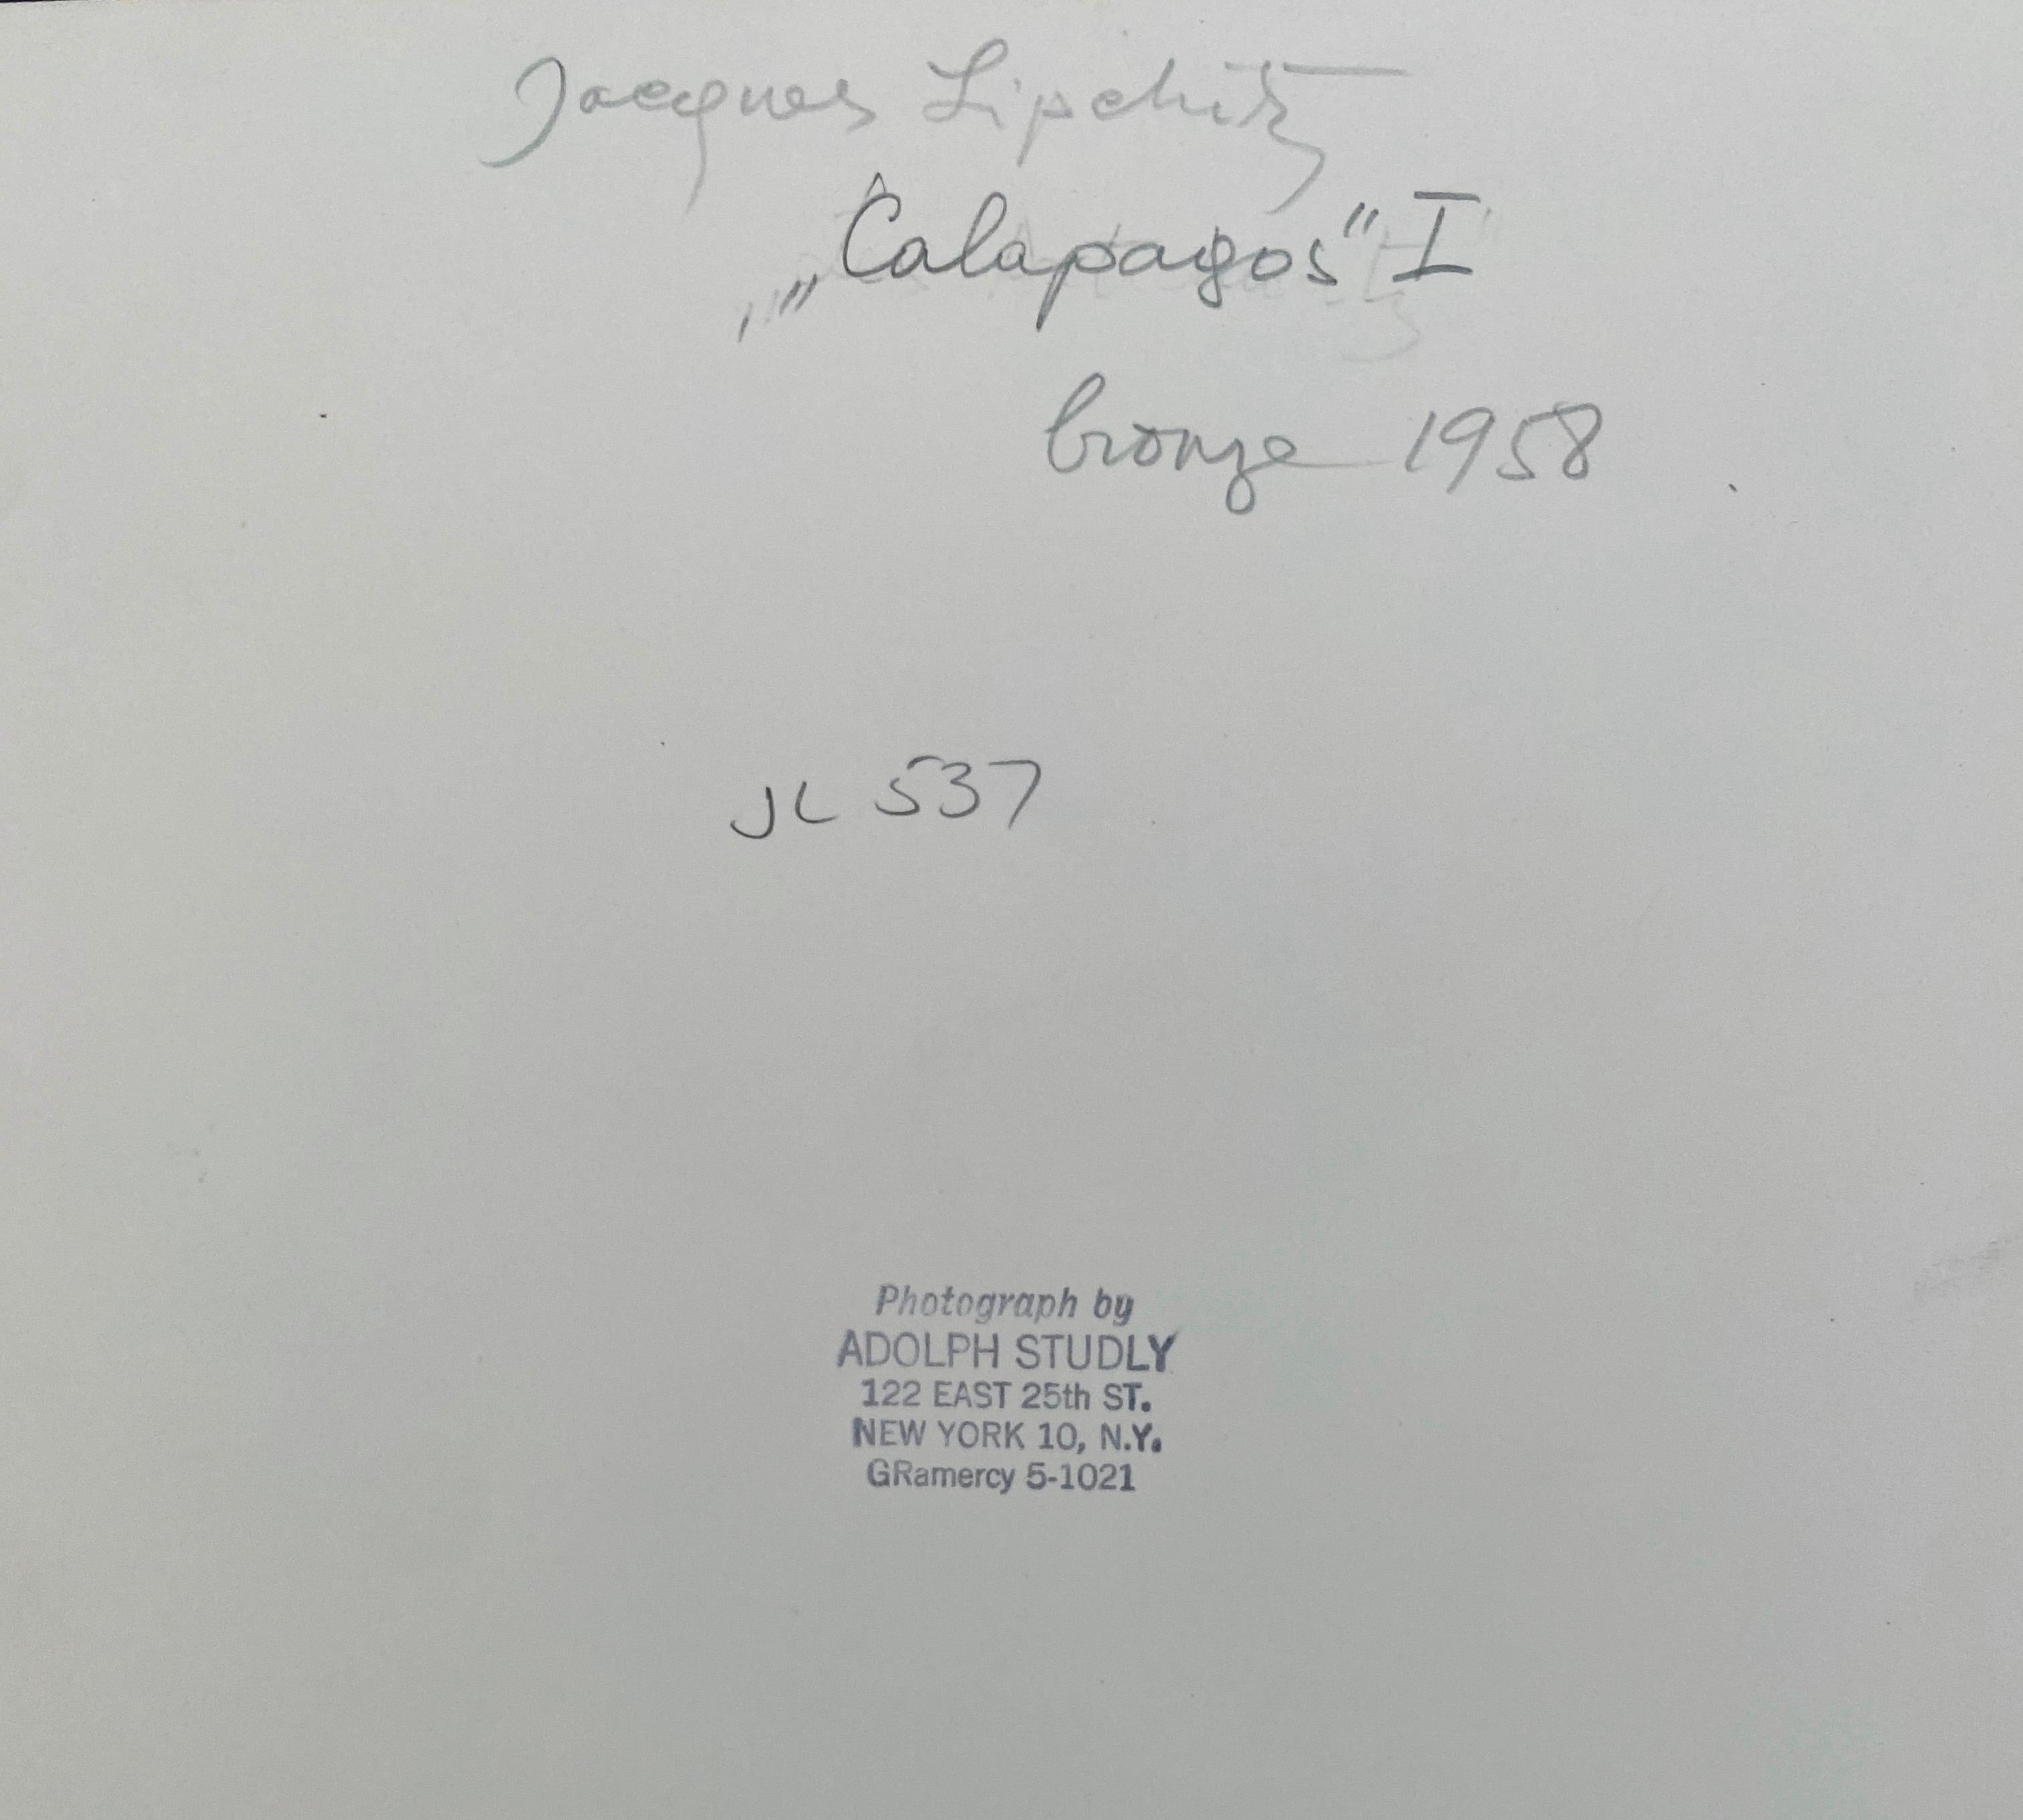 Jacques Lipchitz
„Calapagos" I
bronze 1958
JL 537
Photograph by
ADOLPH STUDLY
122 EAST 25th ST.
NEW YORK 10, N.Y.
GRamercy 5-1021